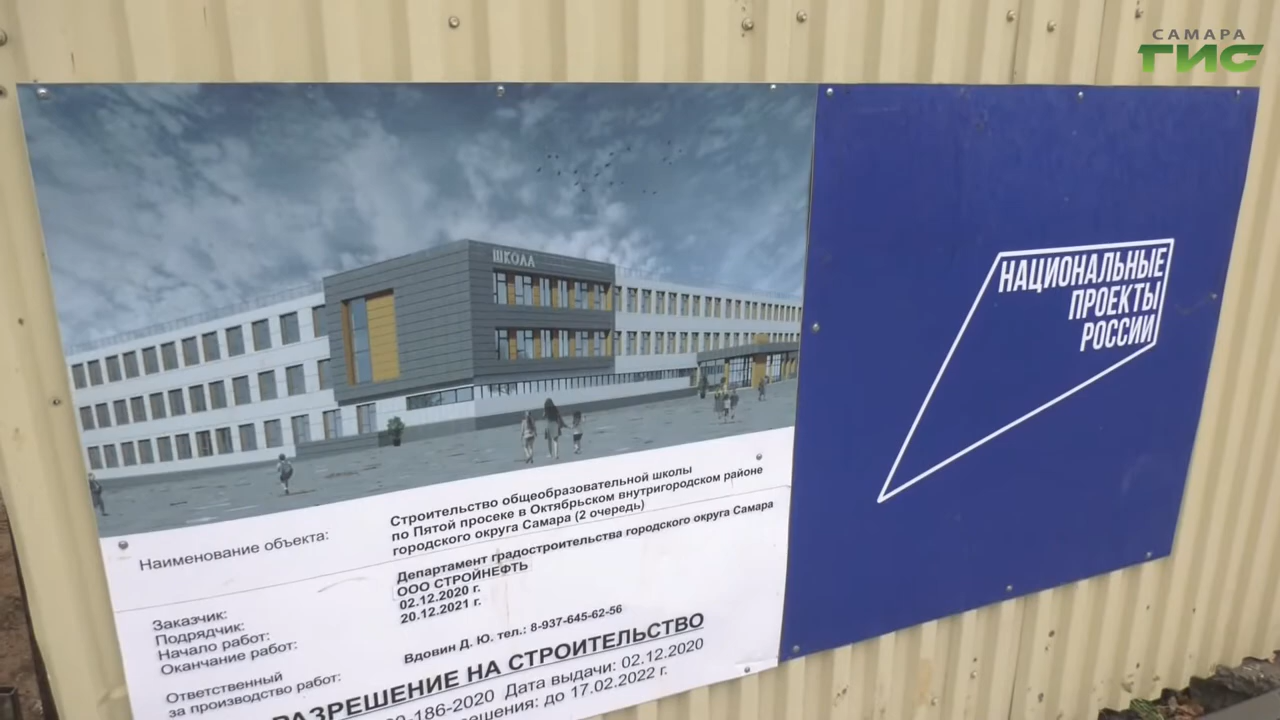 САМАРА
ГИС
ШКОЛА
НАЦИОНАЛЬНЫЕ
ПРОЕКТЫ
РОССИИ
Наименование объекта:
Строительство общеобразовательной школы
по Пятой просеке в Октябрьском внутригородском районе
городского округа Самара (2 очередь)
Заказчик:
Департамент градостроительства городского округа Самара
Подрядчик:
ООО СТРОЙНЕФТЬ
Начало работ:
02.12.2020 г.
Оканчание работ:
20.12.2021 г.
Ответственный
за производство работ:
Вдовин Д. Ю. тел.: 8-937-645-62-56
РАЗРЕШЕНИЕ НА СТРОИТЕЛЬСТВО
-186-2020 Дата выдачи: 02.12.2020
до 17.02.2022 г.